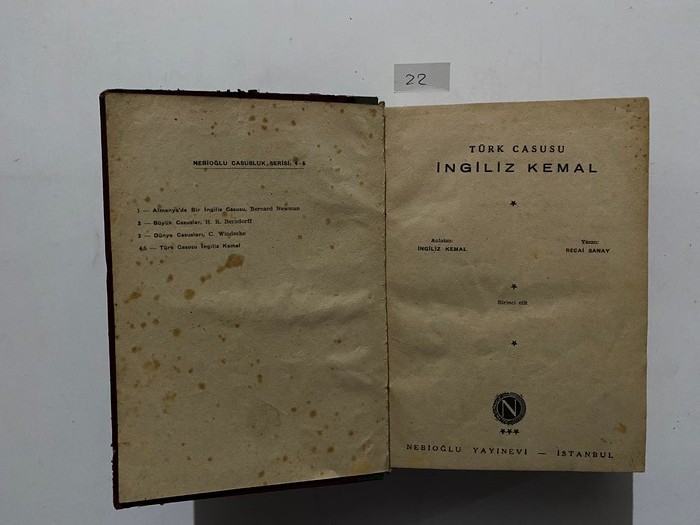 22
NEBİOĞLU CASUSLUK SERİSİ: 4-5
1 — Almanya'da Bir İngiliz Casusu, Bernard Newman
2 — Büyük Casuslar, H. R. Berndorff
3 — Dünya Casusları, C. Windecke
4,5 — Türk Casusu İngiliz Kemal
TÜRK CASUSU
İNGİLİZ KEMAL
Anlatan:
İNGİLİZ KEMAL
Yazan:
RECAİ SANAY
Birinci cilt
N
NEBİOĞLU YAYINEVİ — İSTANBUL